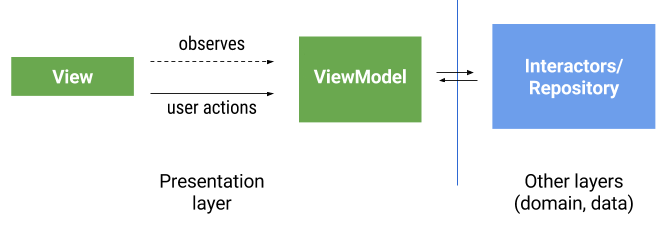 observes
View
user actions
ViewModel
Interactors/
Repository
Presentation
layer
Other layers
(domain, data)